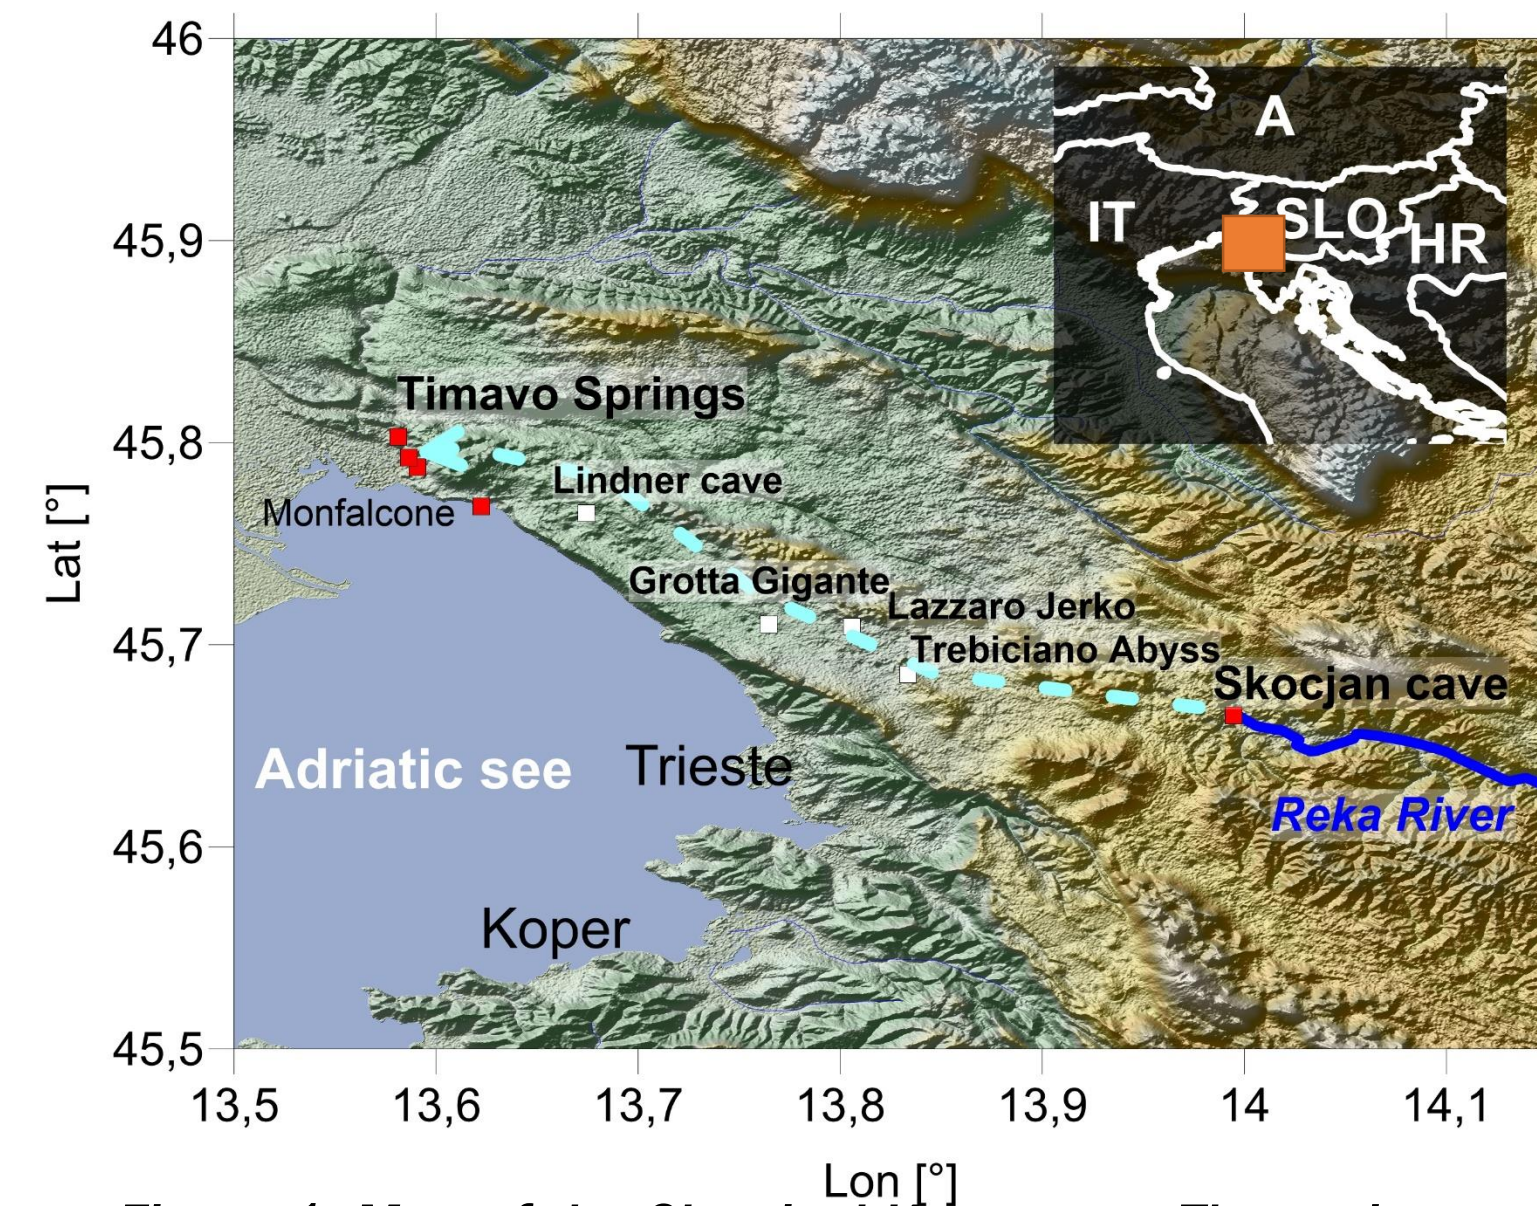 46
45,9
45,8
45,7
45,6
45,5
Lat [°]
A
IT
SLO
HR
Timavo Springs
Lindner cave
Monfalcone
Grotta Gigante
Lazzaro Jerko
Trebiciano Abyss
Skocjan cave
Adriatic see
Trieste
Reka River
Koper
13,5
13,6
13,7
13,8
13,9
14
14,1
Lon [°]